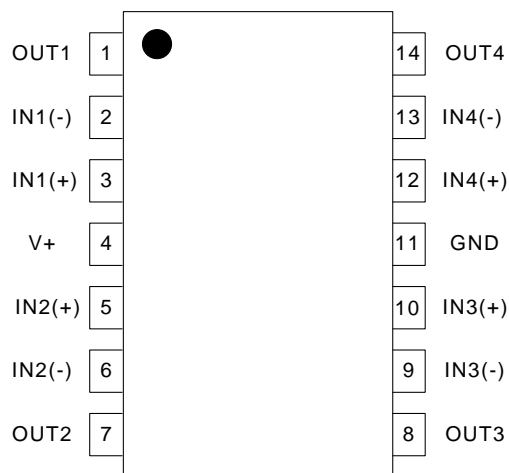 OUT1 1 14 OUT4
IN1(-) 2 13 IN4(-)
IN1(+) 3 12 IN4(+)
V+ 4 11 GND
IN2(+) 5 10 IN3(+)
IN2(-) 6 9 IN3(-)
OUT2 7 8 OUT3